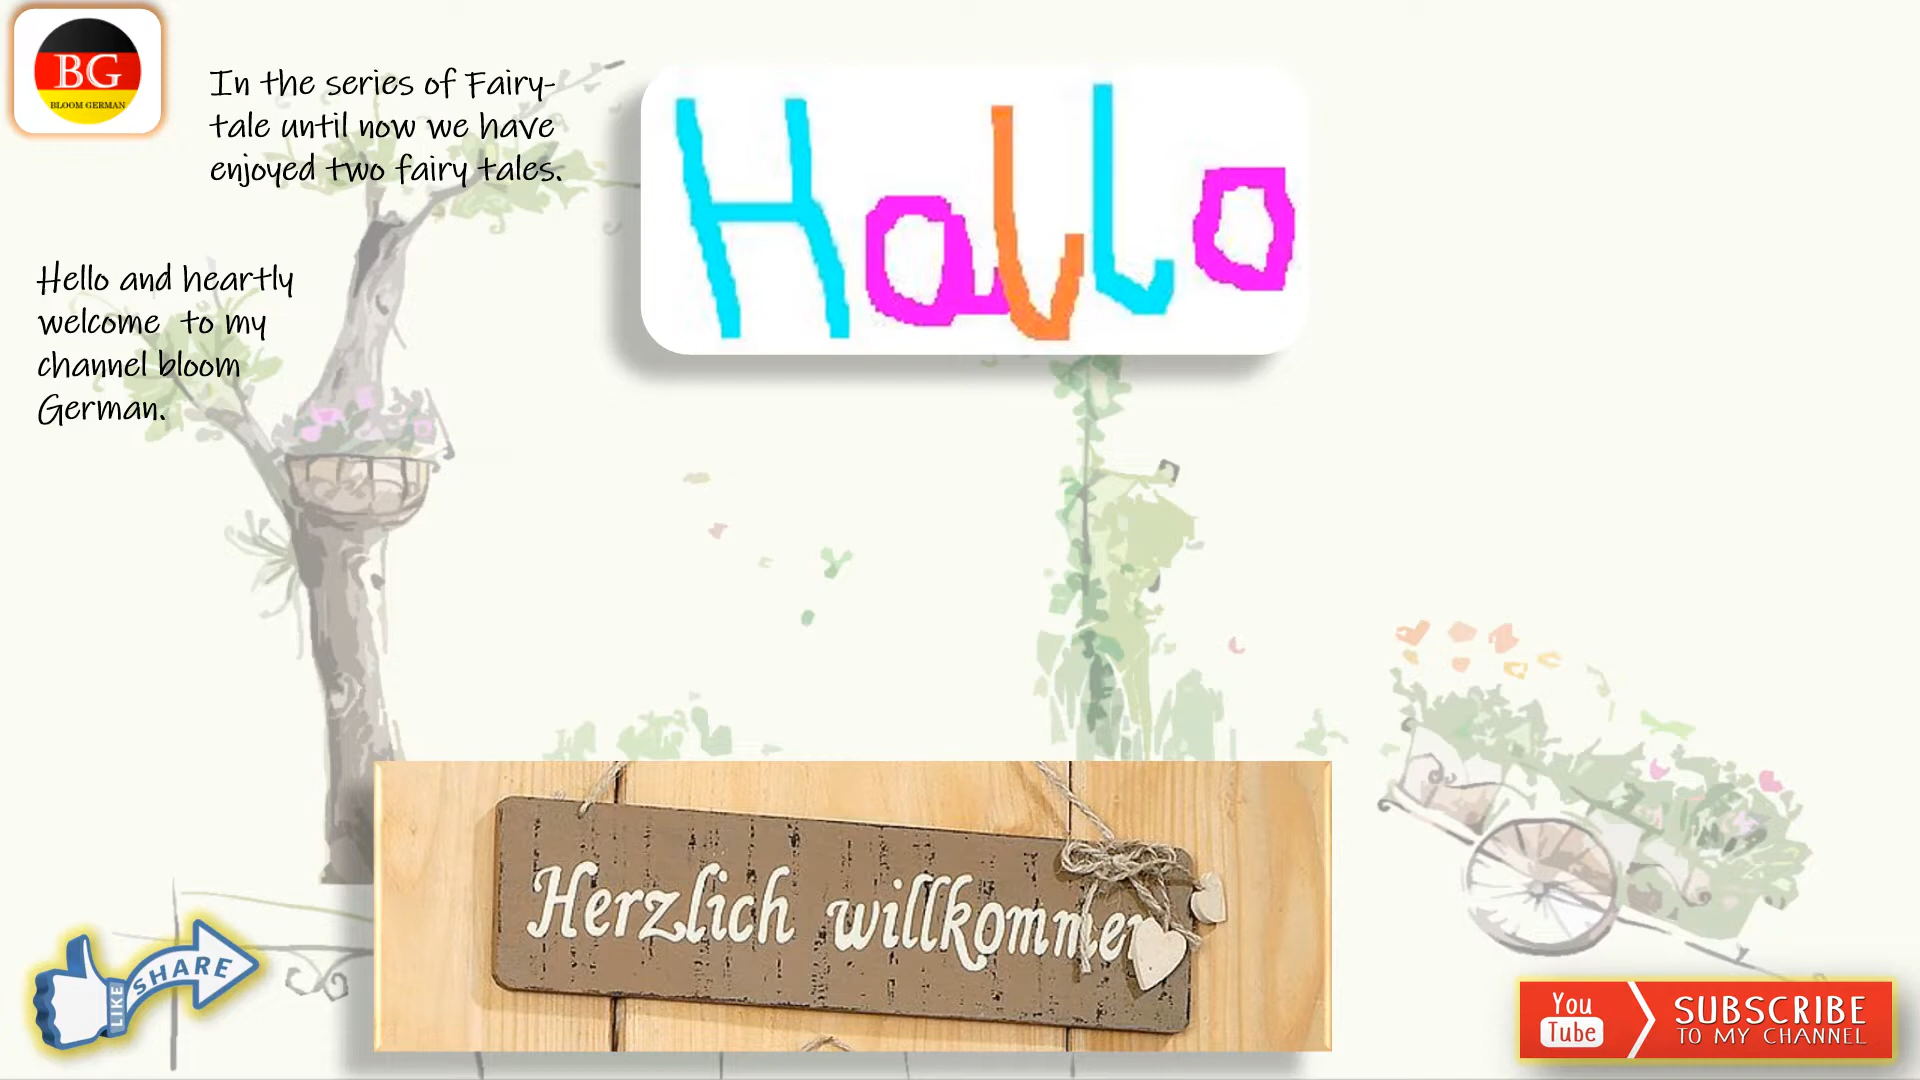 BG
BLOOM GERMAN
In the series of Fairy-
tale until now we have
enjoyed two fairy tales.
Hallo
Hello and heartly
welcome to my
channel bloom
German.
Herzlich willkommen
LIKE
SHARE
You
Tube
SUBSCRIBE
TO MY CHANNEL